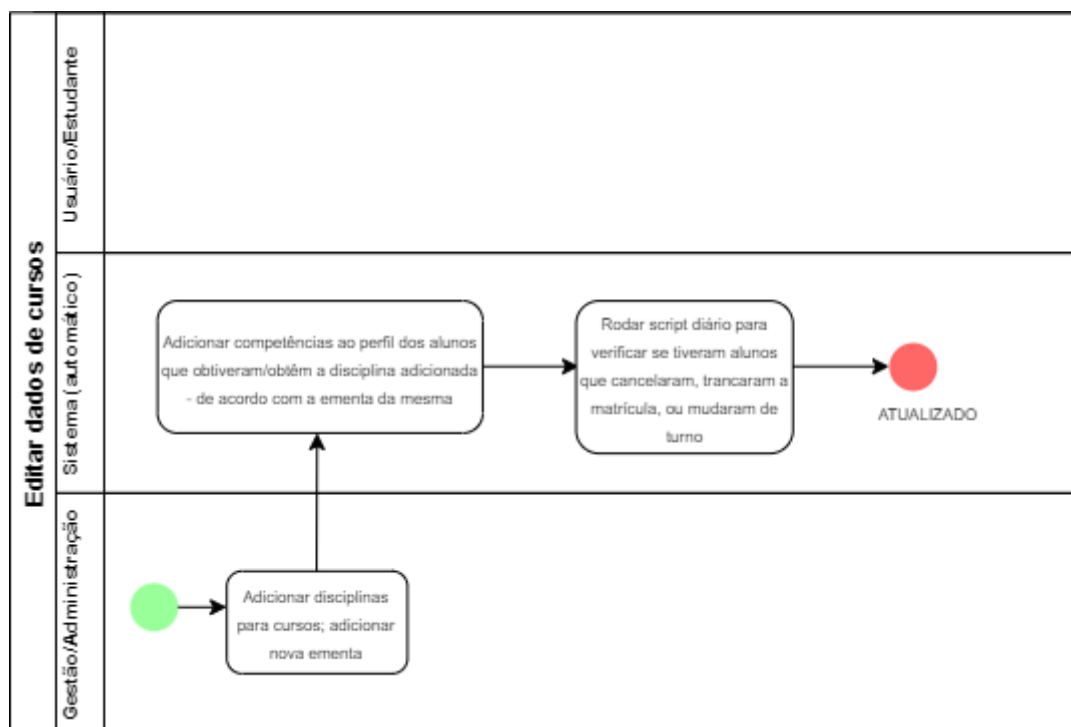 Editar dados de cursos
Usuário/Estudante
Sistema (automático)
Adicionar competências ao perfil dos alunos
que obtiveram/obtêm a disciplina adicionada
- de acordo com a ementa da mesma
Rodar script diário para
verificar se tiveram alunos
que cancelaram, trancaram a
matrícula, ou mudaram de
turno
ATUALIZADO
Gestão/Administração
Adicionar disciplinas
para cursos; adicionar
nova ementa